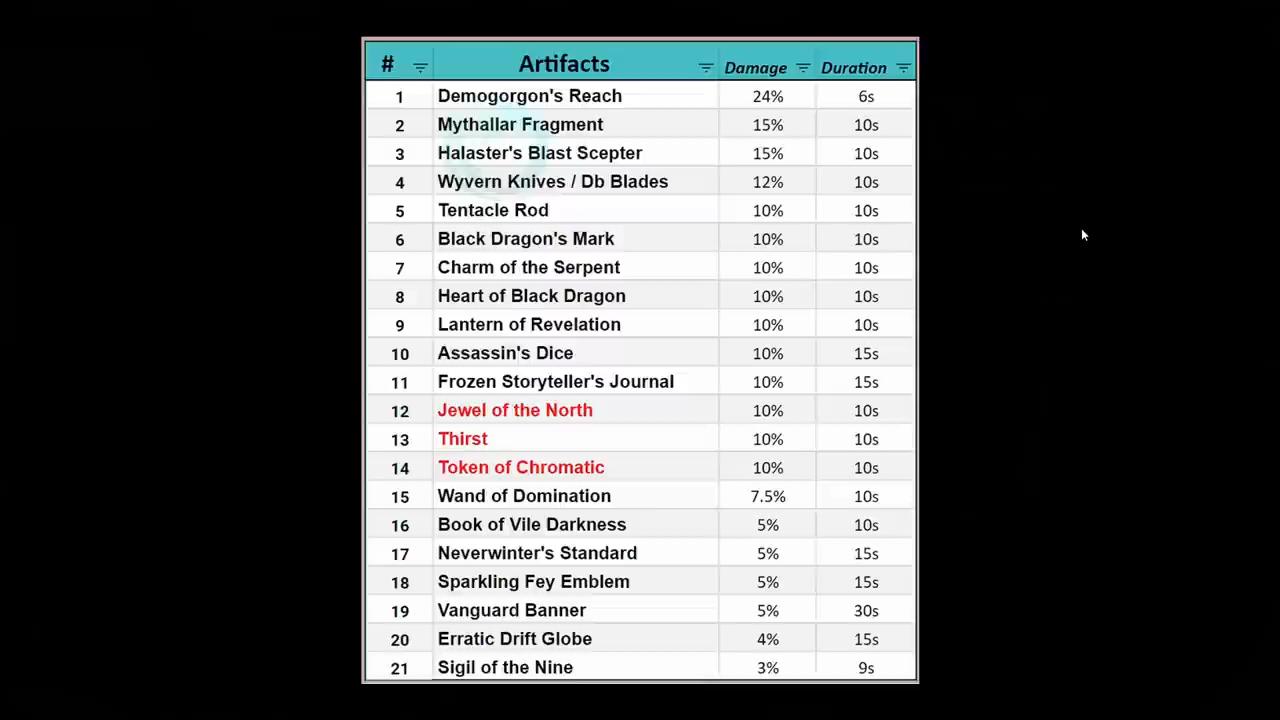 # Artifacts Damage Duration
1 Demogorgon's Reach 24% 6s
2 Mythallar Fragment 15% 10s
3 Halaster's Blast Scepter 15% 10s
4 Wyvern Knives / Db Blades 12% 10s
5 Tentacle Rod 10% 10s
6 Black Dragon's Mark 10% 10s
7 Charm of the Serpent 10% 10s
8 Heart of Black Dragon 10% 10s
9 Lantern of Revelation 10% 10s
10 Assassin's Dice 10% 15s
11 Frozen Storyteller's Journal 10% 15s
12 Jewel of the North 10% 10s
13 Thirst 10% 10s
14 Token of Chromatic 10% 10s
15 Wand of Domination 7.5% 10s
16 Book of Vile Darkness 5% 10s
17 Neverwinter's Standard 5% 15s
18 Sparkling Fey Emblem 5% 15s
19 Vanguard Banner 5% 30s
20 Erratic Drift Globe 4% 15s
21 Sigil of the Nine 3% 9s